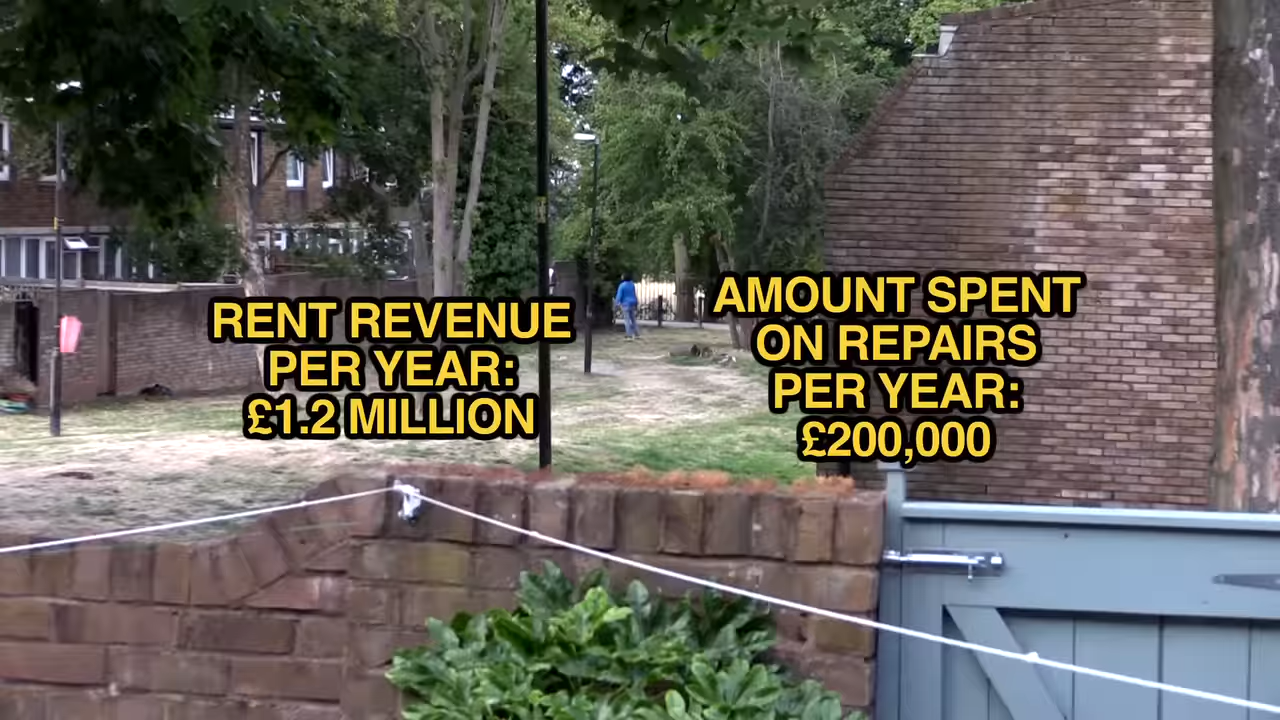 RENT REVENUE
PER YEAR:
£1.2 MILLION
AMOUNT SPENT
ON REPAIRS
PER YEAR:
£200,000